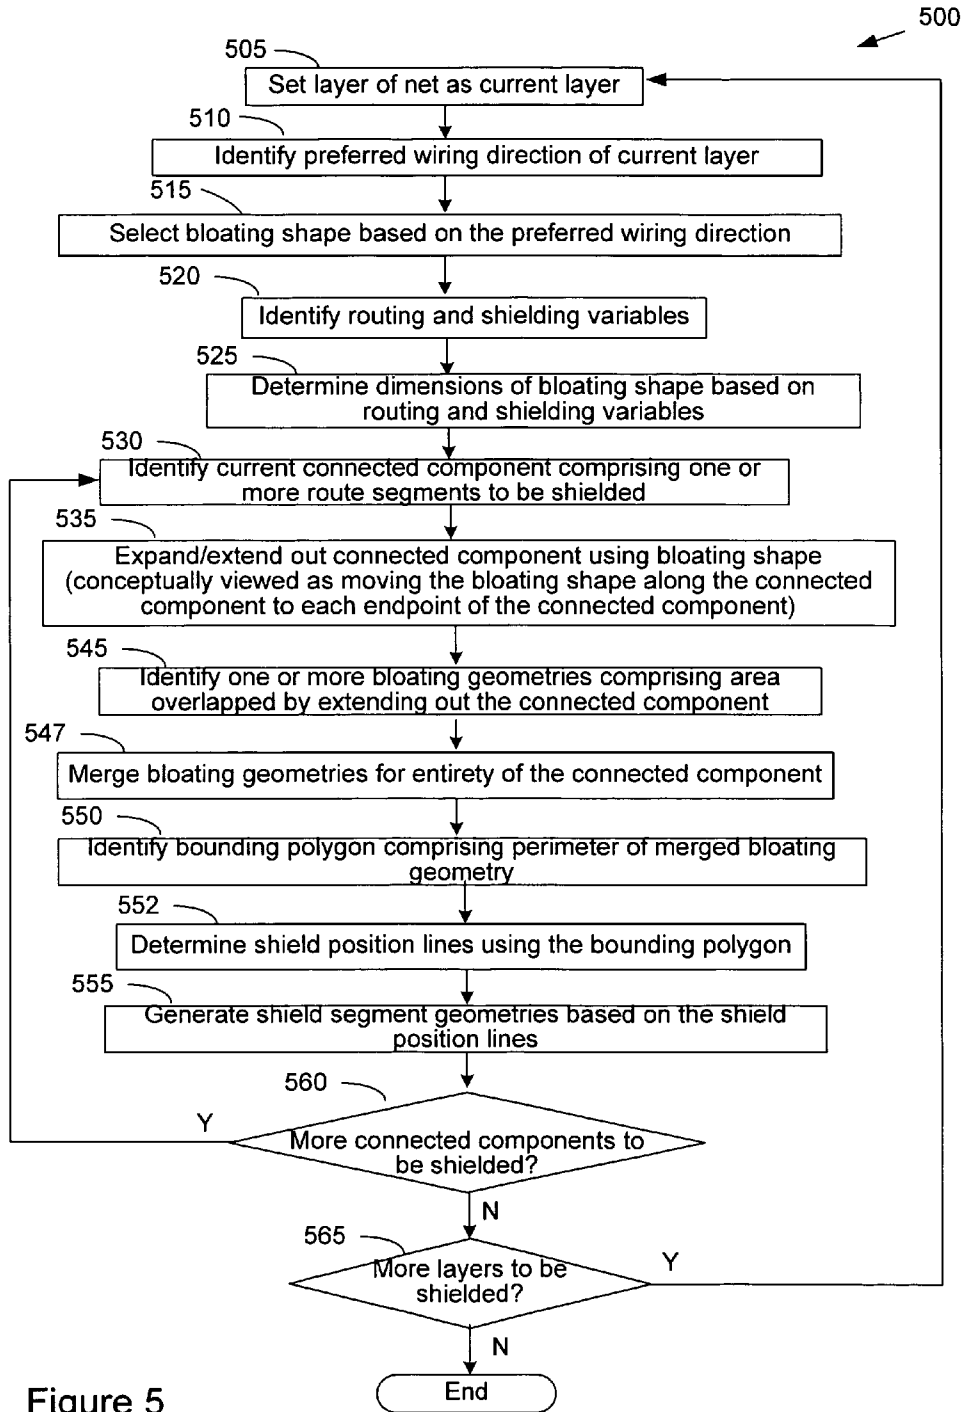 500
505
Set layer of net as current layer
510
Identify preferred wiring direction of current layer
515
Select bloating shape based on the preferred wiring direction
520
Identify routing and shielding variables
525
Determine dimensions of bloating shape based on
routing and shielding variables
530
Identify current connected component comprising one or
more route segments to be shielded
535
Expand/extend out connected component using bloating shape
(conceptually viewed as moving the bloating shape along the connected
component to each endpoint of the connected component)
545
Identify one or more bloating geometries comprising area
overlapped by extending out the connected component
547
Merge bloating geometries for entirety of the connected component
550
Identify bounding polygon comprising perimeter of merged bloating
geometry
552
Determine shield position lines using the bounding polygon
555
Generate shield segment geometries based on the shield
position lines
560
Y
More connected components to
be shielded?
N
565
Y
More layers to be
shielded?
N
End
Figure 5